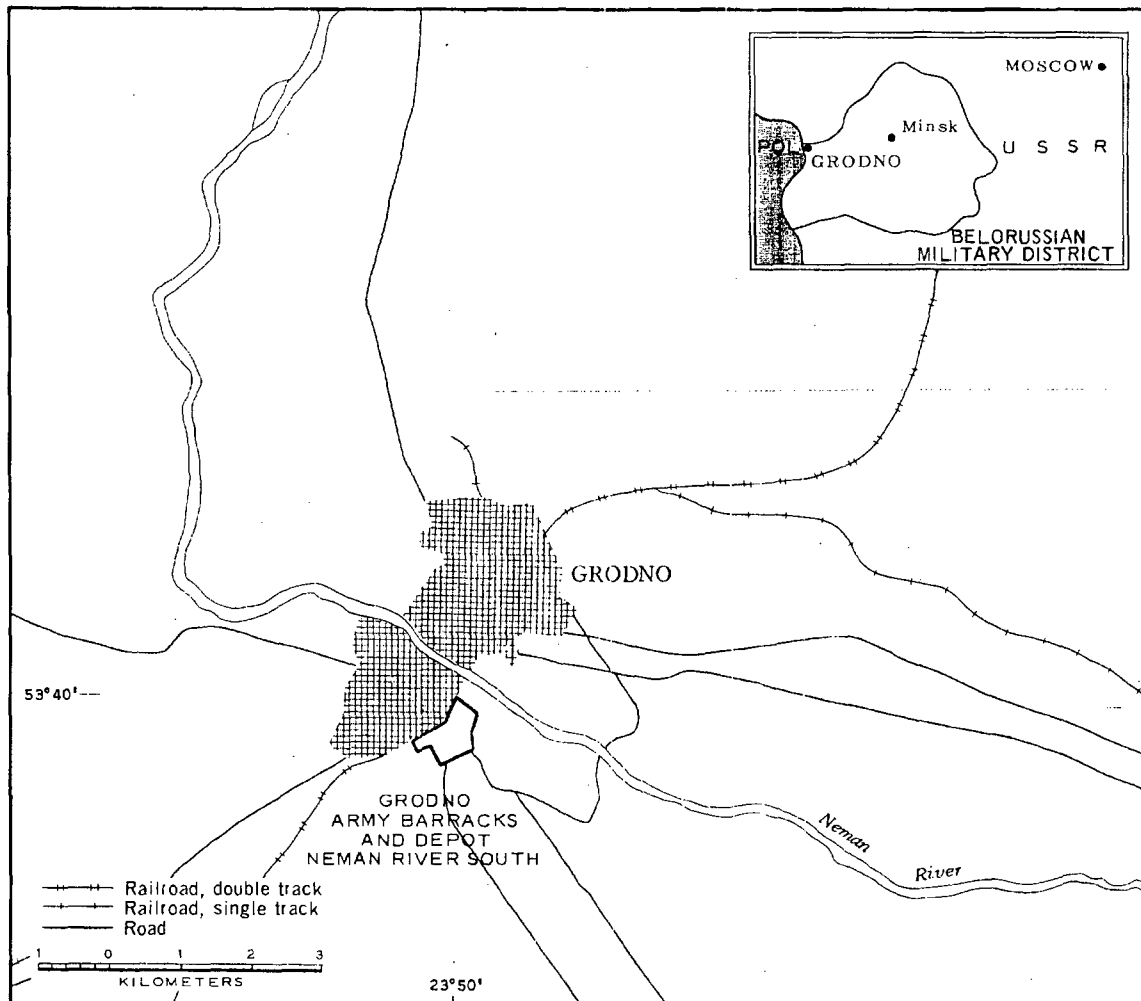 MOSCOW
Minsk
POL
GRODNO
U S S R
BELORUSSIAN
MILITARY DISTRICT
GRODNO
53°40'
GRODNO
ARMY BARRACKS
AND DEPOT
NEMAN RIVER SOUTH
Neman
River
Railroad, double track
Railroad, single track
Road
1 0 1 2 3
KILOMETERS
23°50'